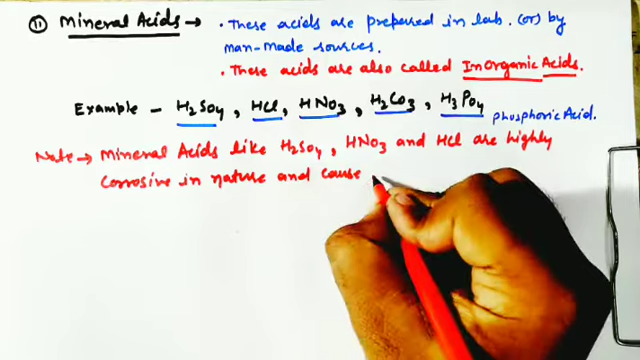 (ii) Mineral Acids → • These acids are prepared in lab. (or) by
man-made sources.
• These acids are also called InOrganic Acids.
Example - H₂SO₄, HCl, HNO₃, H₂CO₃, H₃PO₄ phosphoric Acid.
Note → Mineral Acids like H₂SO₄, HNO₃ and HCl are highly
corrosive in nature and cause